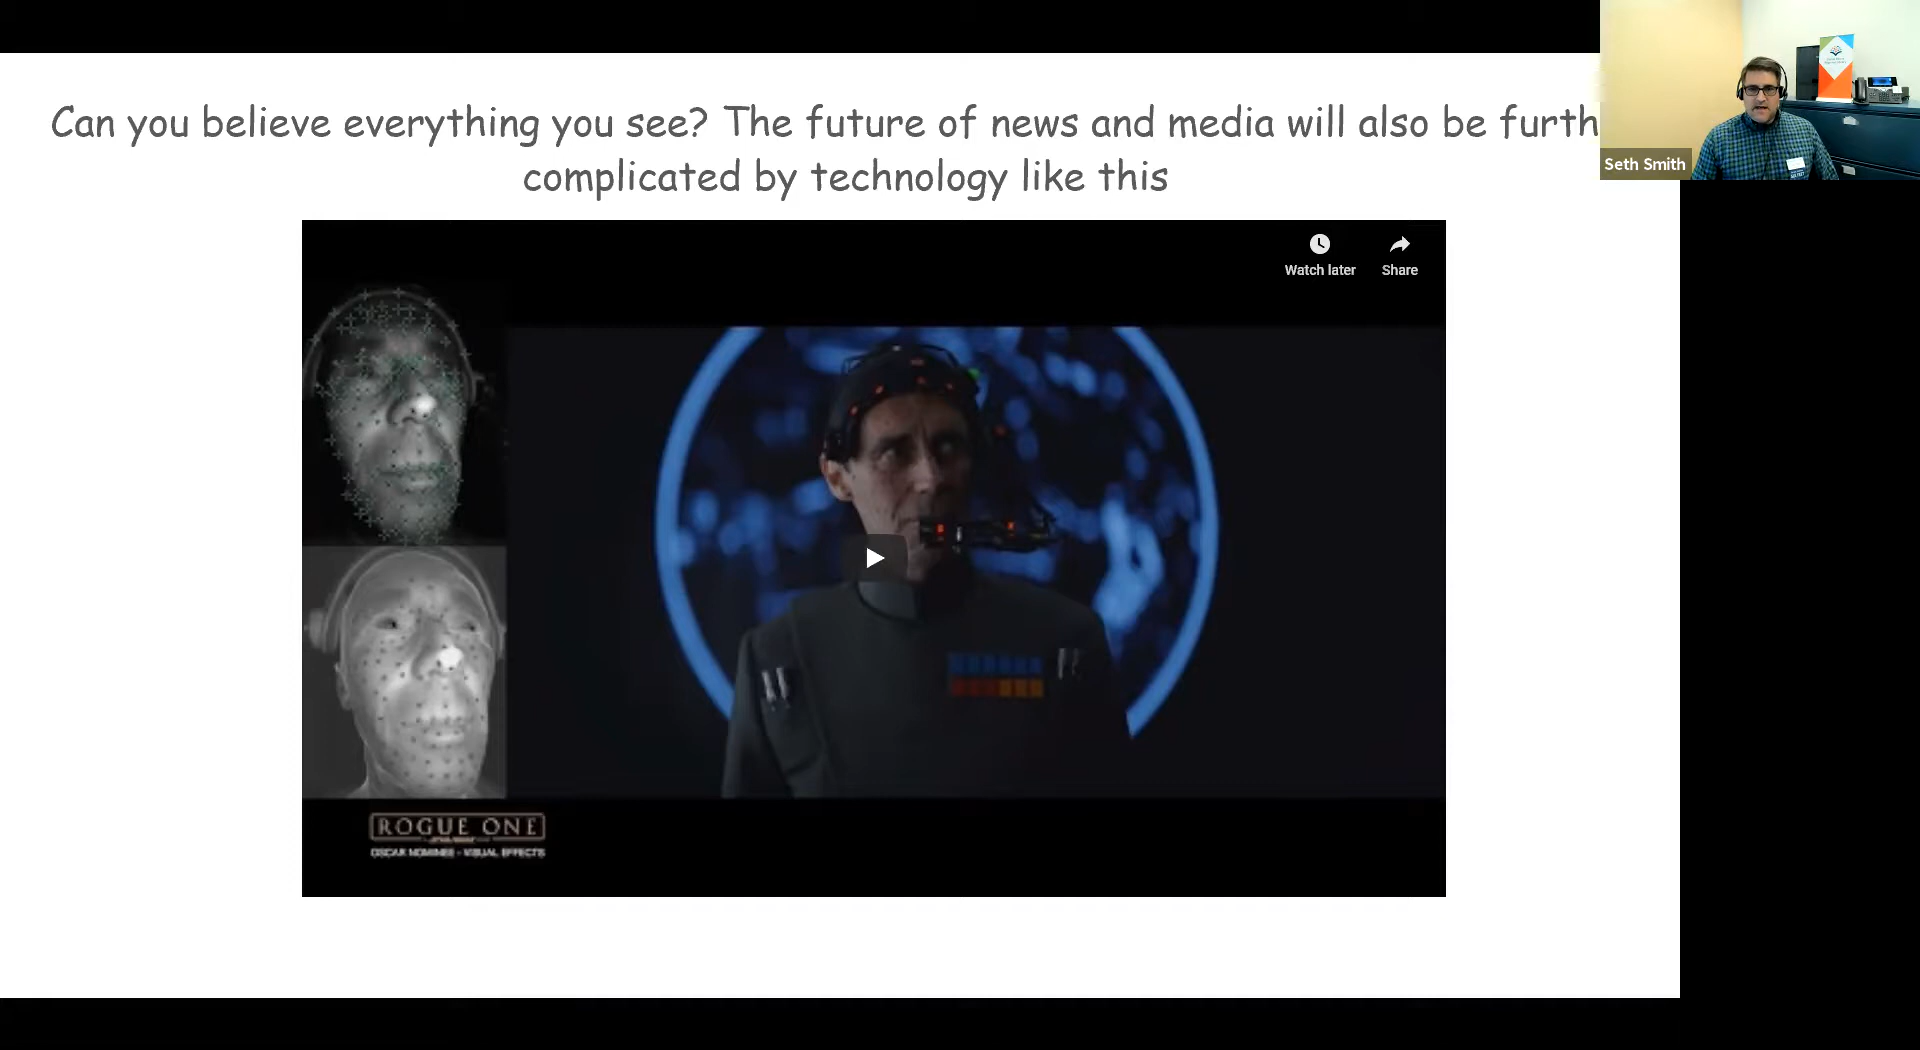 Can you believe everything you see? The future of news and media will also be furth
complicated by technology like this
Seth Smith
Watch later
Share
ROGUE ONE
OSCAR NOMINEE - VISUAL EFFECTS